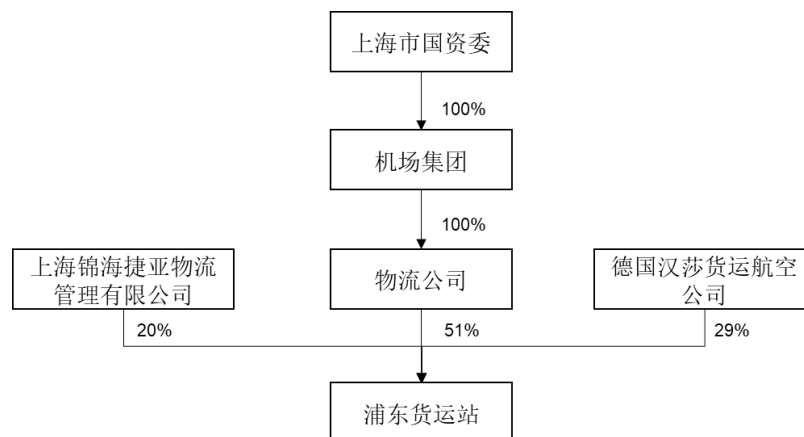 上海市国资委
100%
机场集团
100%
上海锦海捷亚物流
管理有限公司
物流公司
德国汉莎货运航空
公司
20%
51%
29%
浦东货运站